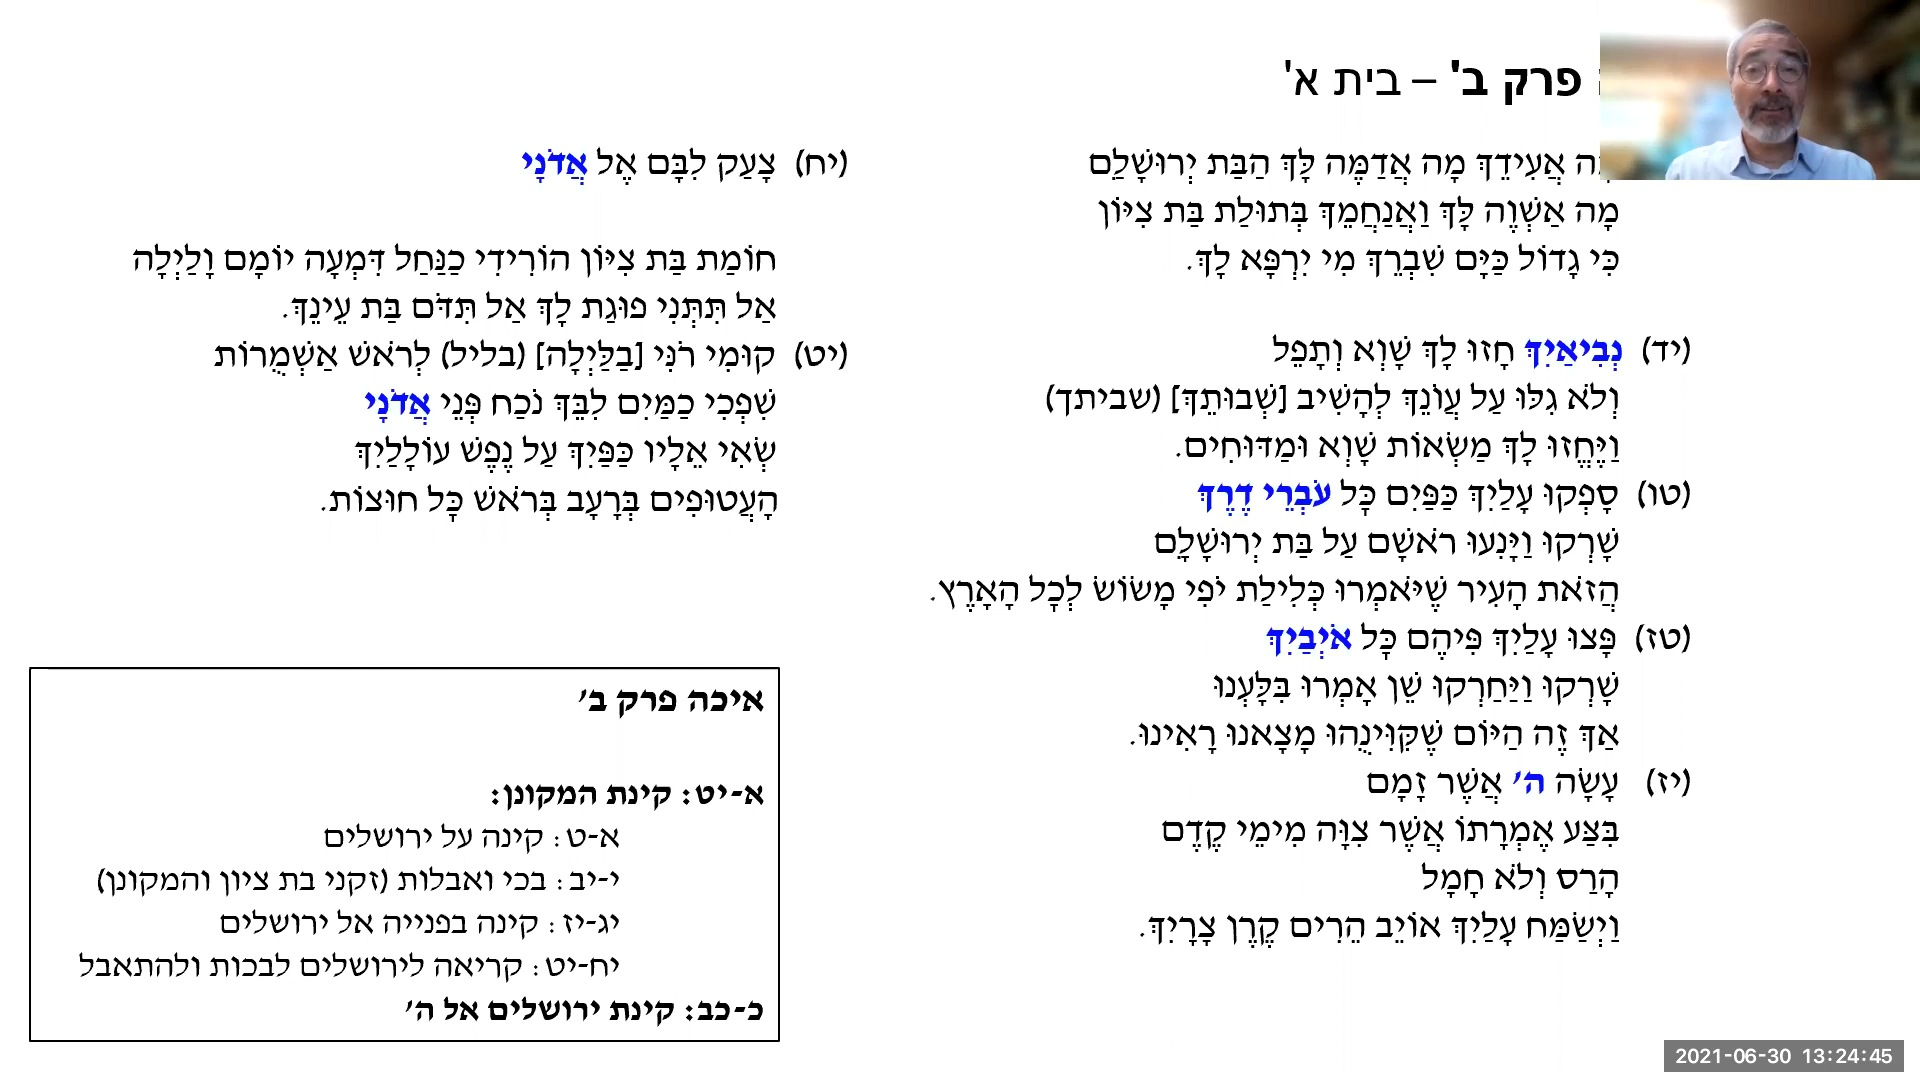 פרק ב' – בית א'
אֲעִידֵךְ מָה אֲדַמֶּה לָּךְ הַבַּת יְרוּשָׁלִַם
מָה אַשְׁוֶה לָּךְ וַאֲנַחֲמֵךְ בְּתוּלַת בַּת צִיּוֹן
כִּי גָדוֹל כַּיָּם שִׁבְרֵךְ מִי יִרְפָּא לָךְ.
(יד) נְבִיאַיִךְ חָזוּ לָךְ שָׁוְא וְתָפֵל
וְלֹא גִלּוּ עַל עֲוֹנֵךְ לְהָשִׁיב [שְׁבוּתֵךְ] (שביתך)
וַיֶּחֱזוּ לָךְ מַשְׂאוֹת שָׁוְא וּמַדּוּחִים.
(טו) סָפְקוּ עָלַיִךְ כַּפַּיִם כָּל עֹבְרֵי דֶרֶךְ
שָׁרְקוּ וַיָּנִעוּ רֹאשָׁם עַל בַּת יְרוּשָׁלִָם
הֲזֹאת הָעִיר שֶׁיֹּאמְרוּ כְּלִילַת יֹפִי מָשׂוֹשׂ לְכָל הָאָרֶץ.
(טז) פָּצוּ עָלַיִךְ פִּיהֶם כָּל אֹיְבַיִךְ
שָׁרְקוּ וַיַּחַרְקוּ שֵׁן אָמְרוּ בִּלָּעְנוּ
אַךְ זֶה הַיּוֹם שֶׁקִּוִּינֻהוּ מָצָאנוּ רָאִינוּ.
(יז) עָשָׂה ה' אֲשֶׁר זָמָם
בִּצַּע אֶמְרָתוֹ אֲשֶׁר צִוָּה מִימֵי קֶדֶם
הָרַס וְלֹא חָמָל
וַיְשַׂמַּח עָלַיִךְ אוֹיֵב הֵרִים קֶרֶן צָרָיִךְ.
(יח) צָעַק לִבָּם אֶל אֲדֹנָי
חוֹמַת בַּת צִיּוֹן הוֹרִידִי כַנַּחַל דִּמְעָה יוֹמָם וָלַיְלָה
אַל תִּתְּנִי פוּגַת לָךְ אַל תִּדֹּם בַּת עֵינֵךְ.
(יט) קוּמִי רֹנִּי [בַלַּיְלָה] (בליל) לְרֹאשׁ אַשְׁמֻרוֹת
שִׁפְכִי כַמַּיִם לִבֵּךְ נֹכַח פְּנֵי אֲדֹנָי
שְׂאִי אֵלָיו כַּפַּיִךְ עַל נֶפֶשׁ עוֹלָלַיִךְ
הָעֲטוּפִים בְּרָעָב בְּרֹאשׁ כָּל חוּצוֹת.
איכה פרק ב'
א-יט: קינת המקונן:
א-ט: קינה על ירושלים
י-יב: בכי ואבלות (זקני בת ציון והמקונן)
יג-יז: קינה בפנייה אל ירושלים
יח-יט: קריאה לירושלים לבכות ולהתאבל
כ-כב: קינת ירושלים אל ה'
2021-06-30 13:24:45